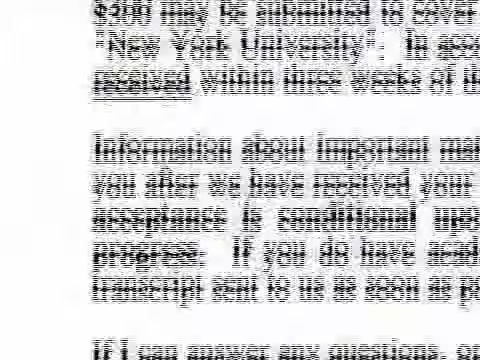 $300 may be submitted to cover
"New York University". In
received within three weeks of
Information about important
you after we have received your
acceptance is conditional
progress. If you do have
transcript sent to us as soon as
If I can answer any questions, or